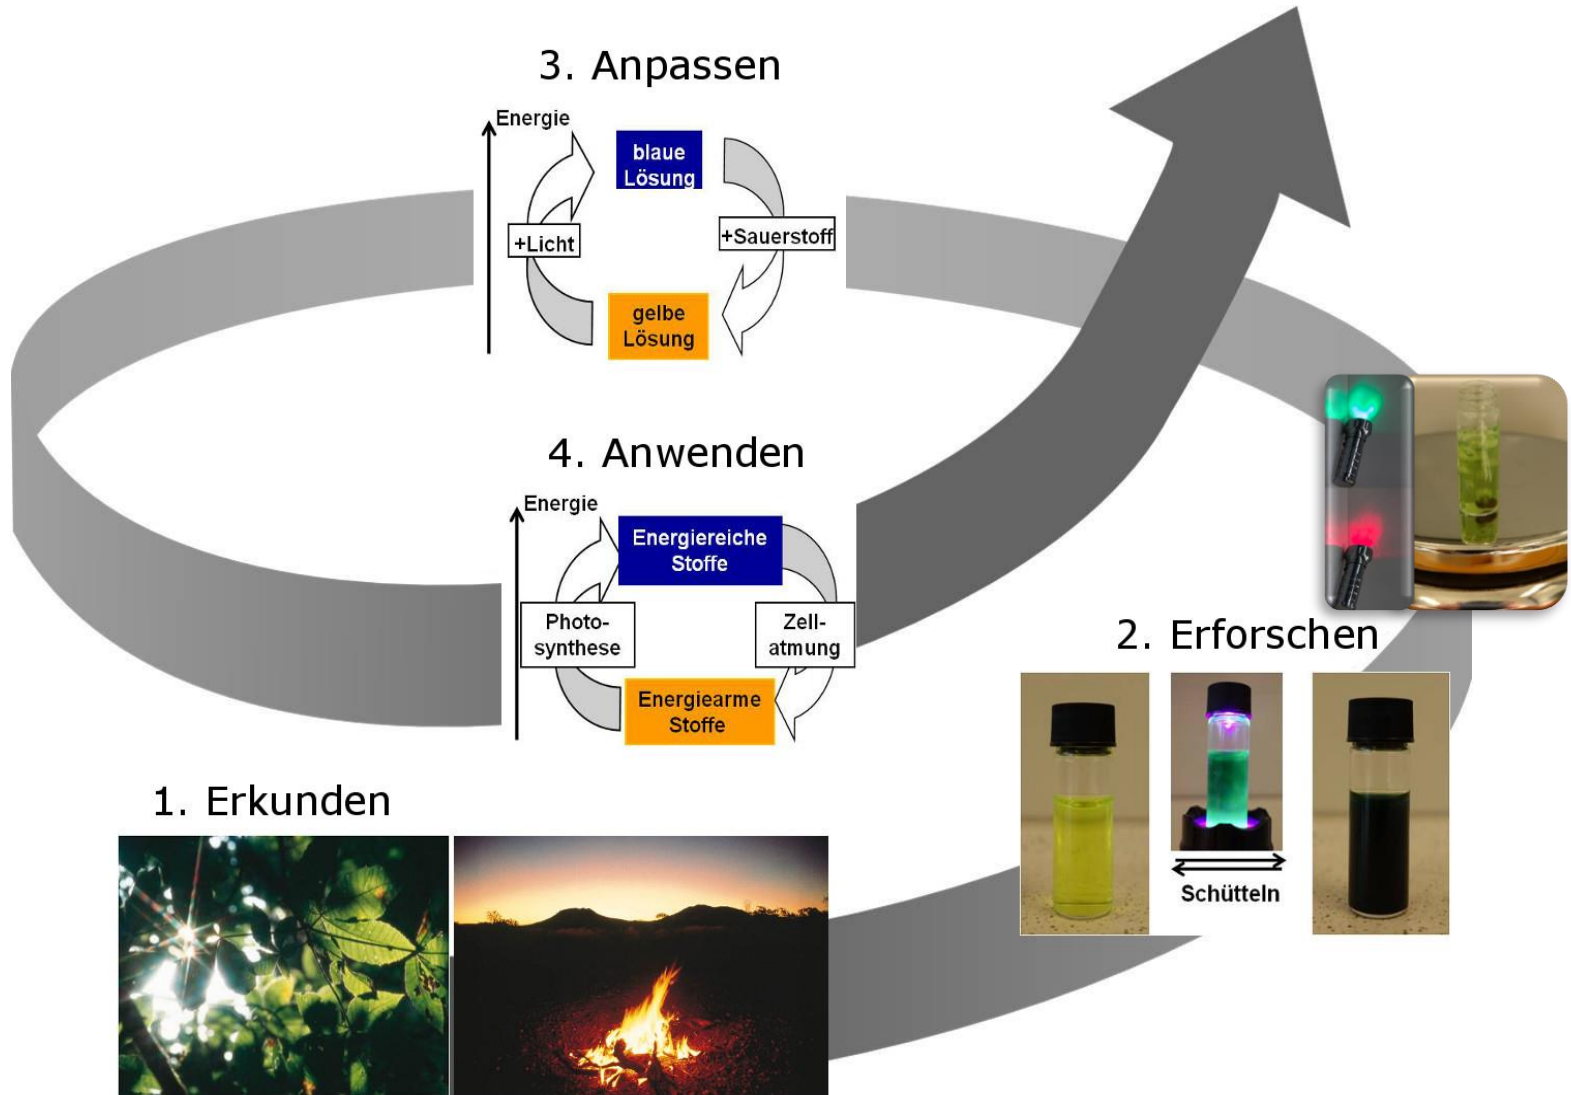 3. Anpassen
Energie
blaue
Lösung
+Licht
+Sauerstoff
gelbe
Lösung
4. Anwenden
Energie
Energiereiche
Stoffe
Photo-
synthese
Zell-
atmung
Energiearme
Stoffe
2. Erforschen
Schütteln
1. Erkunden